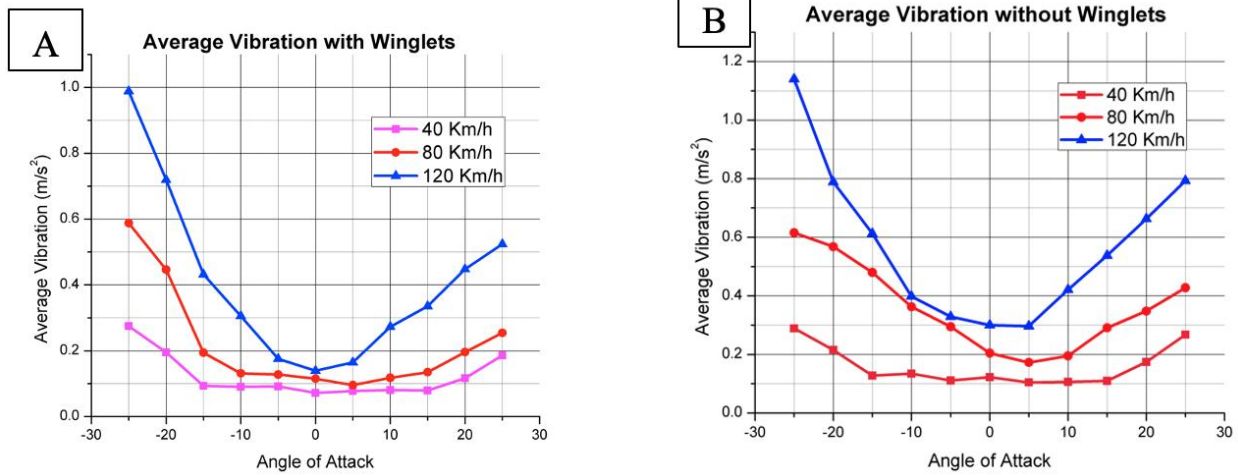 A
Average Vibration with Winglets
1.0
0.8
0.6
0.4
0.2
0.0
-30
-20
-10
0
10
20
30
Average Vibration (m/s²)
Angle of Attack
40 Km/h
80 Km/h
120 Km/h
B
Average Vibration without Winglets
1.2
1.0
0.8
0.6
0.4
0.2
0.0
-30
-20
-10
0
10
20
30
Average Vibration (m/s²)
Angle of Attack
40 Km/h
80 Km/h
120 Km/h